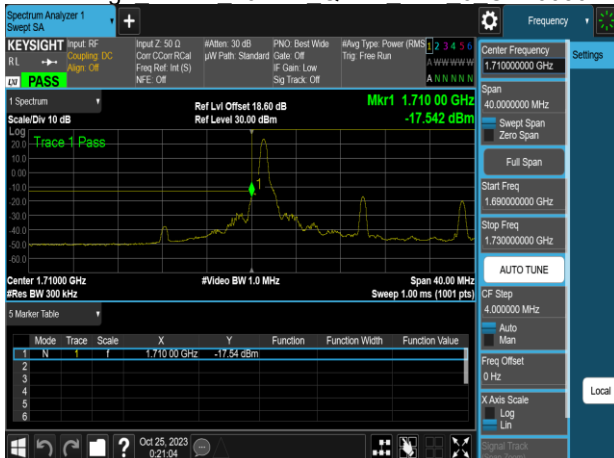 Spectrum Analyzer 1
Swept SA
+
Frequency
KEYSIGHT
Input: RF
Coupling: DC
Align: Off
Input Z: 50 Ω
Corr CCorr RCal
Freq Ref: Int (S)
NFE: Off
#Atten: 30 dB
µW Path: Standard
PNO: Best Wide
Gate: Off
IF Gain: Low
Sig Track: Off
#Avg Type: Power (RMS)
Trig: Free Run
1 2 3 4 5 6
A WW WW W
A N N N N N
RL
LXI
PASS
1 Spectrum
Scale/Div 10 dB
Ref Lvl Offset 18.60 dB
Ref Level 30.00 dBm
Mkr1 1.710 00 GHz
-17.542 dBm
Log
Trace 1 Pass
20.0
10.0
0.00
-10.0
-20.0
-30.0
-40.0
-50.0
-60.0
1
Center 1.71000 GHz
#Res BW 300 kHz
#Video BW 1.0 MHz
Span 40.00 MHz
Sweep 1.00 ms (1001 pts)
5 Marker Table
Mode Trace Scale X Y Function Function Width Function Value
1 N 1 f 1.710 00 GHz -17.54 dBm
2
3
4
5
6
?
Oct 25, 2023
0:21:04
Center Frequency
1.710000000 GHz
Span
40.0000000 MHz
Swept Span
Zero Span
Full Span
Start Freq
1.690000000 GHz
Stop Freq
1.730000000 GHz
AUTO TUNE
CF Step
4.000000 MHz
Auto
Man
Freq Offset
0 Hz
X Axis Scale
Log
Lin
Signal Track
Settings
Local